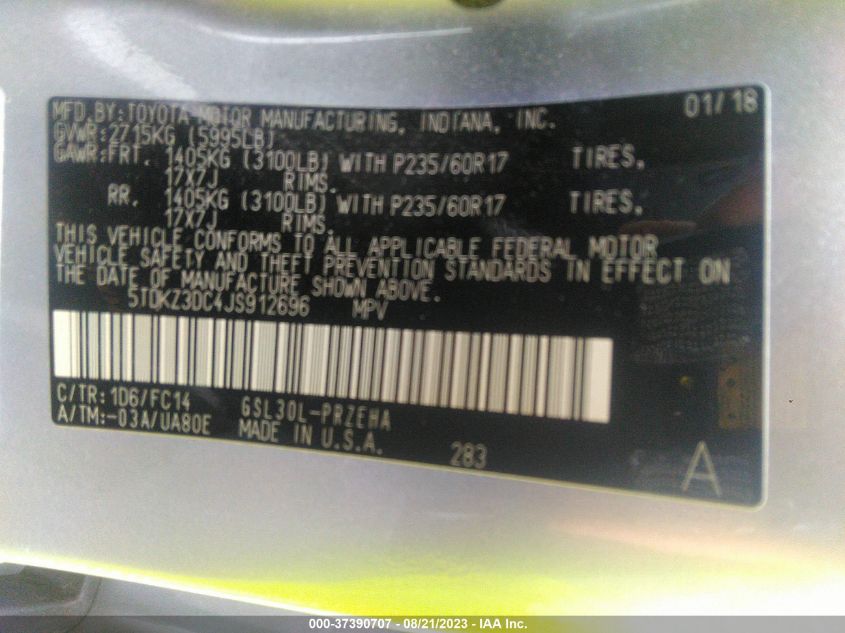 MFD.BY:TOYOTA MOTOR MANUFACTURING, INDIANA, INC. 01/18
GVWR:2715KG (5995LB)
GAWR:FRT. 1405KG (3100LB) WITH P235/60R17 TIRES,
17X7J RIMS.
RR. 1405KG (3100LB) WITH P235/60R17 TIRES,
17X7J RIMS.
THIS VEHICLE CONFORMS TO ALL APPLICABLE FEDERAL MOTOR
VEHICLE SAFETY AND THEFT PREVENTION STANDARDS IN EFFECT ON
THE DATE OF MANUFACTURE SHOWN ABOVE.
5TDKZ3DC4JS912696 MPV
C/TR:1D6/FC14 GSL30L-PRZEHA
A/TM:-03A/UA80E MADE IN U.S.A. 283
A
000-37390707 - 08/21/2023 - IAA Inc.